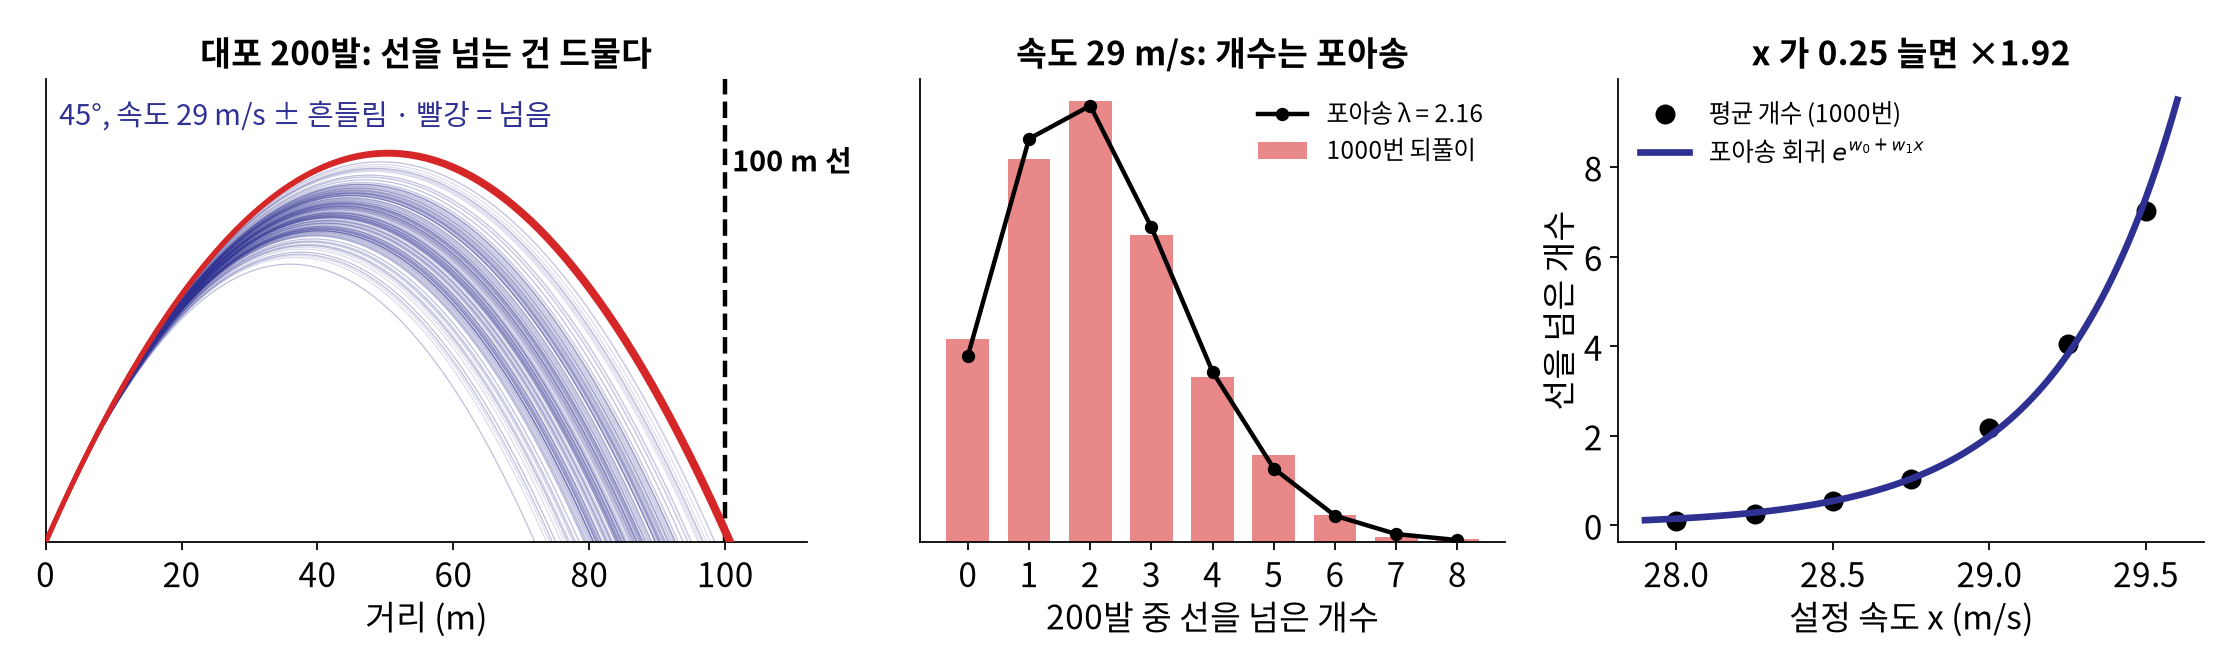 대포 200발: 선을 넘는 건 드물다
45°, 속도 29 m/s ± 흔들림 · 빨강 = 넘음
100 m 선
0 20 40 60 80 100
거리 (m)
속도 29 m/s: 개수는 포아송
포아송 λ = 2.16
1000번 되풀이
0 1 2 3 4 5 6 7 8
200발 중 선을 넘은 개수
x 가 0.25 늘면 ×1.92
평균 개수 (1000번)
포아송 회귀 e^{w₀ + w₁x}
선을 넘은 개수
8
6
4
2
0
28.0 28.5 29.0 29.5
설정 속도 x (m/s)